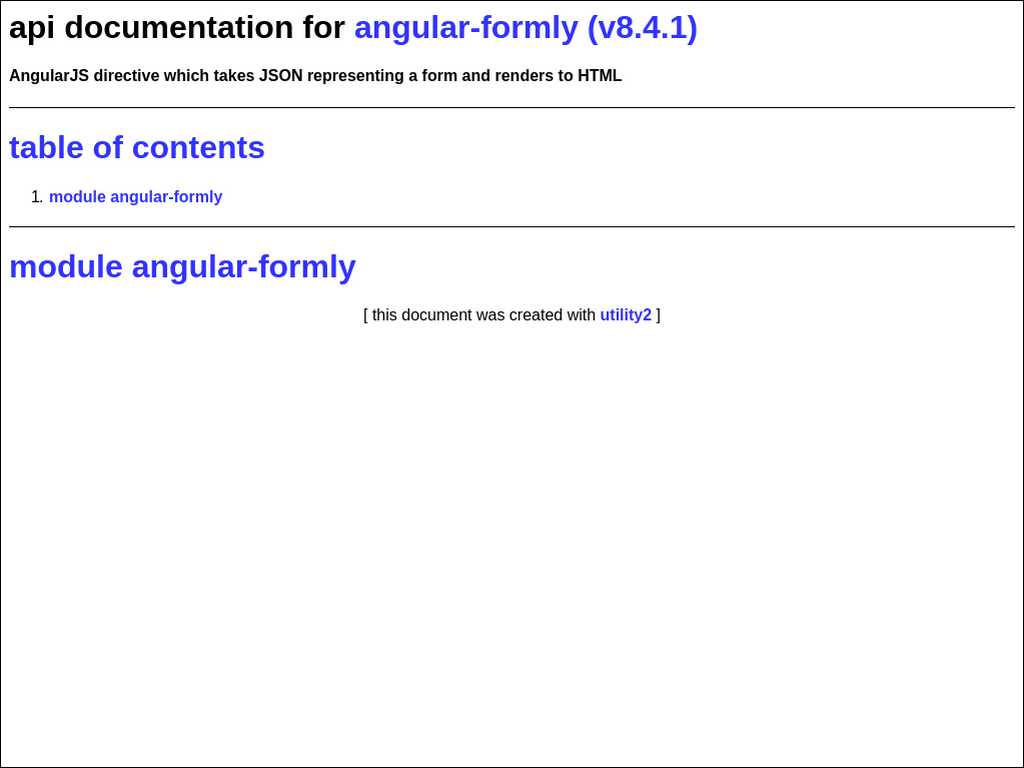 api documentation for angular-formly (v8.4.1)
AngularJS directive which takes JSON representing a form and renders to HTML
table of contents
1. module angular-formly
module angular-formly
[ this document was created with utility2 ]